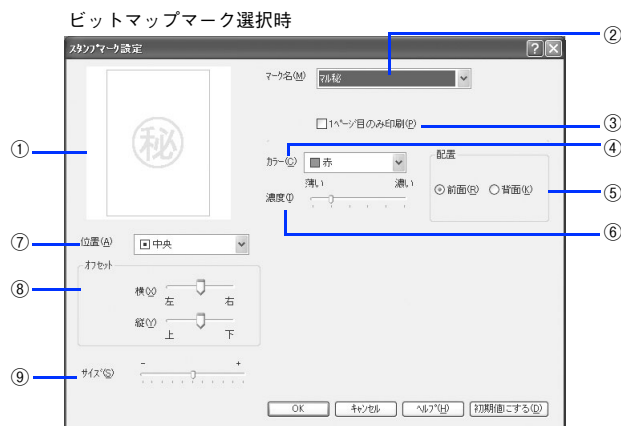 ビットマップマーク選択時
スタンプマーク設定
マーク名(M) マル秘
②
秘
□1ページ目のみ印刷(P)
③
①
カラー(C) 赤
④
配置
薄い 濃い
濃度(I)
前面(R) 背面(K)
⑤
⑥
⑦
位置(A) 中央
オフセット
⑧
横(X)
左 右
縦(Y)
上 下
⑨
サイズ(S)
- +
OK キャンセル ヘルプ(H) 初期値にする(D)